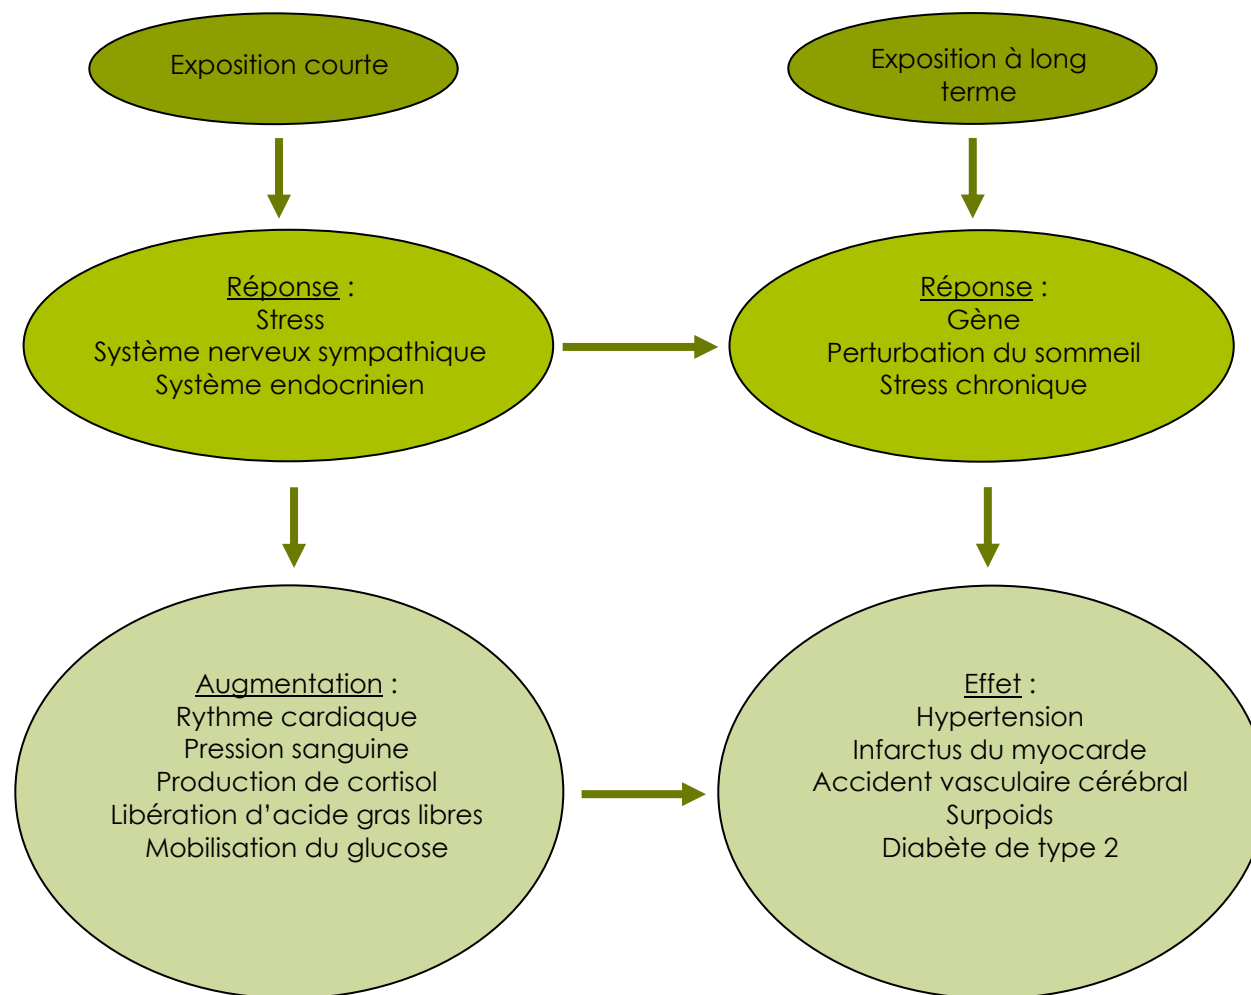 Exposition courte
Exposition à long
terme
Réponse :
Stress
Système nerveux sympathique
Système endocrinien
Réponse :
Gène
Perturbation du sommeil
Stress chronique
Augmentation :
Rythme cardiaque
Pression sanguine
Production de cortisol
Libération d’acide gras libres
Mobilisation du glucose
Effet :
Hypertension
Infarctus du myocarde
Accident vasculaire cérébral
Surpoids
Diabète de type 2